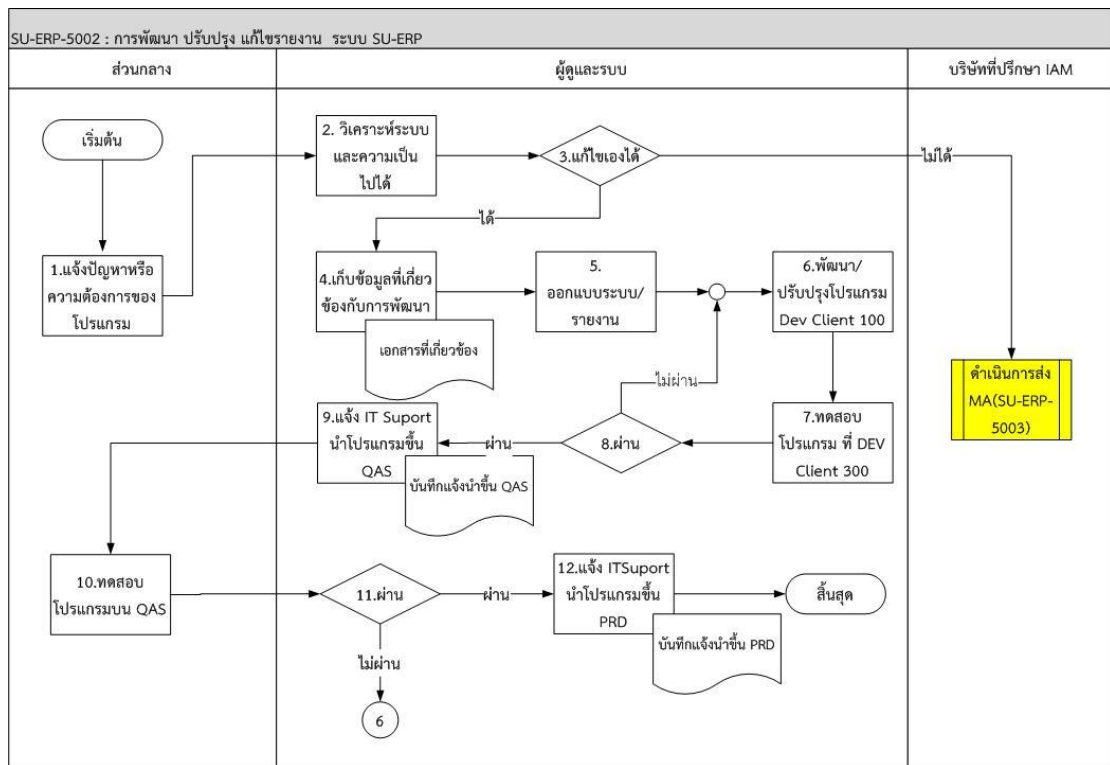 SU-ERP-5002 : การพัฒนา ปรับปรุง แก้ไขรายงาน ระบบ SU-ERP
ส่วนกลาง
ผู้ดูและรบบ
บริษัทที่ปรึกษา IAM
เริ่มต้น
2. วิเคราะห์ระบบ
และความเป็น
ไปได้
3.แก้ไขเองได้
ไม่ได้
ได้
1.แจ้งปัญหาหรือ
ความต้องการของ
โปรแกรม
4.เก็บข้อมูลที่เกี่ยว
ข้องกับการพัฒนา
เอกสารที่เกี่ยวข้อง
5.
ออกแบบระบบ/
รายงาน
6.พัฒนา/
ปรับปรุงโปรแกรม
Dev Client 100
ไม่ผ่าน
ดำเนินการส่ง
MA(SU-ERP-
5003)
9.แจ้ง IT Suport
นำโปรแกรมขึ้น
QAS
บันทึกแจ้งนำขึ้น QAS
ผ่าน
8.ผ่าน
7.ทดสอบ
โปรแกรม ที่ DEV
Client 300
10.ทดสอบ
โปรแกรมบน QAS
11.ผ่าน
ผ่าน
12.แจ้ง ITSuport
นำโปรแกรมขึ้น
PRD
บันทึกแจ้งนำขึ้น PRD
สิ้นสุด
ไม่ผ่าน
6